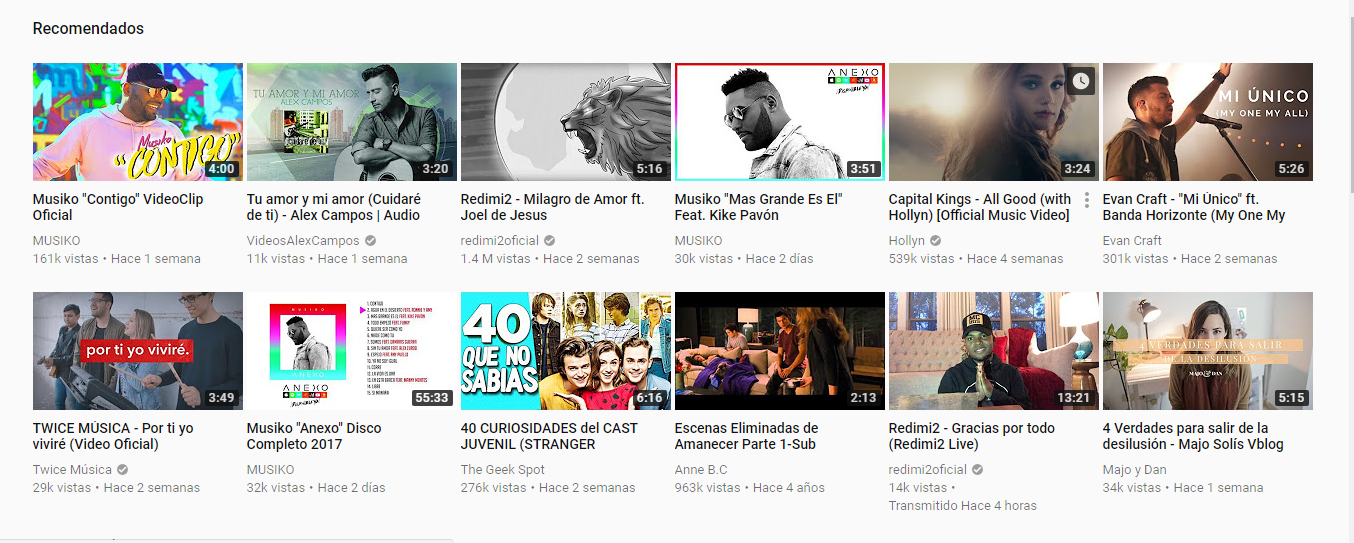 Recomendados
Musiko
"CONTIGO"
4:00
TU AMOR Y MI AMOR
ALEX CAMPOS
3:20
5:16
ANEXO
¡DISPONIBLE YA!
3:51
3:24
MI ÚNICO
(MY ONE MY ALL)
5:26
Musiko "Contigo" VideoClip
Oficial
MUSIKO
161k vistas • Hace 1 semana
Tu amor y mi amor (Cuidaré
de ti) - Alex Campos | Audio
VideosAlexCampos
11k vistas • Hace 1 semana
Redimi2 - Milagro de Amor ft.
Joel de Jesus
redimi2oficial
1.4 M vistas • Hace 2 semanas
Musiko "Mas Grande Es El"
Feat. Kike Pavón
MUSIKO
30k vistas • Hace 2 días
Capital Kings - All Good (with
Hollyn) [Official Music Video]
Hollyn
539k vistas • Hace 4 semanas
Evan Craft - "Mi Único" ft.
Banda Horizonte (My One My
Evan Craft
301k vistas • Hace 2 semanas
por ti yo viviré.
3:49
MUSIKO
ANEXO
1. CONTIGO
55:33
40
QUE NO
SABÍAS
6:16
2:13
13:21
4 VERDADES PARA SALIR
DE LA DESILUSIÓN
MAJO & DAN
5:15
TWICE MÚSICA - Por ti yo
viviré (Video Oficial)
Twice Música
29k vistas • Hace 2 semanas
Musiko "Anexo" Disco
Completo 2017
MUSIKO
32k vistas • Hace 2 días
40 CURIOSIDADES del CAST
JUVENIL (STRANGER
The Geek Spot
276k vistas • Hace 2 semanas
Escenas Eliminadas de
Amanecer Parte 1-Sub
Anne B.C
963k vistas • Hace 4 años
Redimi2 - Gracias por todo
(Redimi2 Live)
redimi2oficial
14k vistas •
Transmitido Hace 4 horas
4 Verdades para salir de la
desilusión - Majo Solís Vblog
Majo y Dan
34k vistas • Hace 1 semana